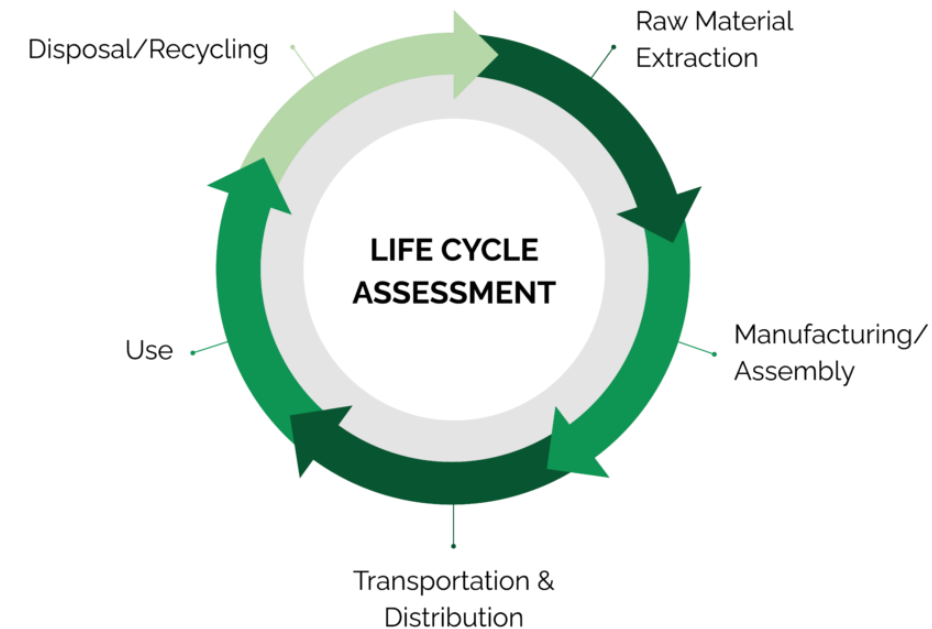 Disposal/Recycling
Raw Material
Extraction
LIFE CYCLE
ASSESSMENT
Manufacturing/
Assembly
Use
Transportation &
Distribution